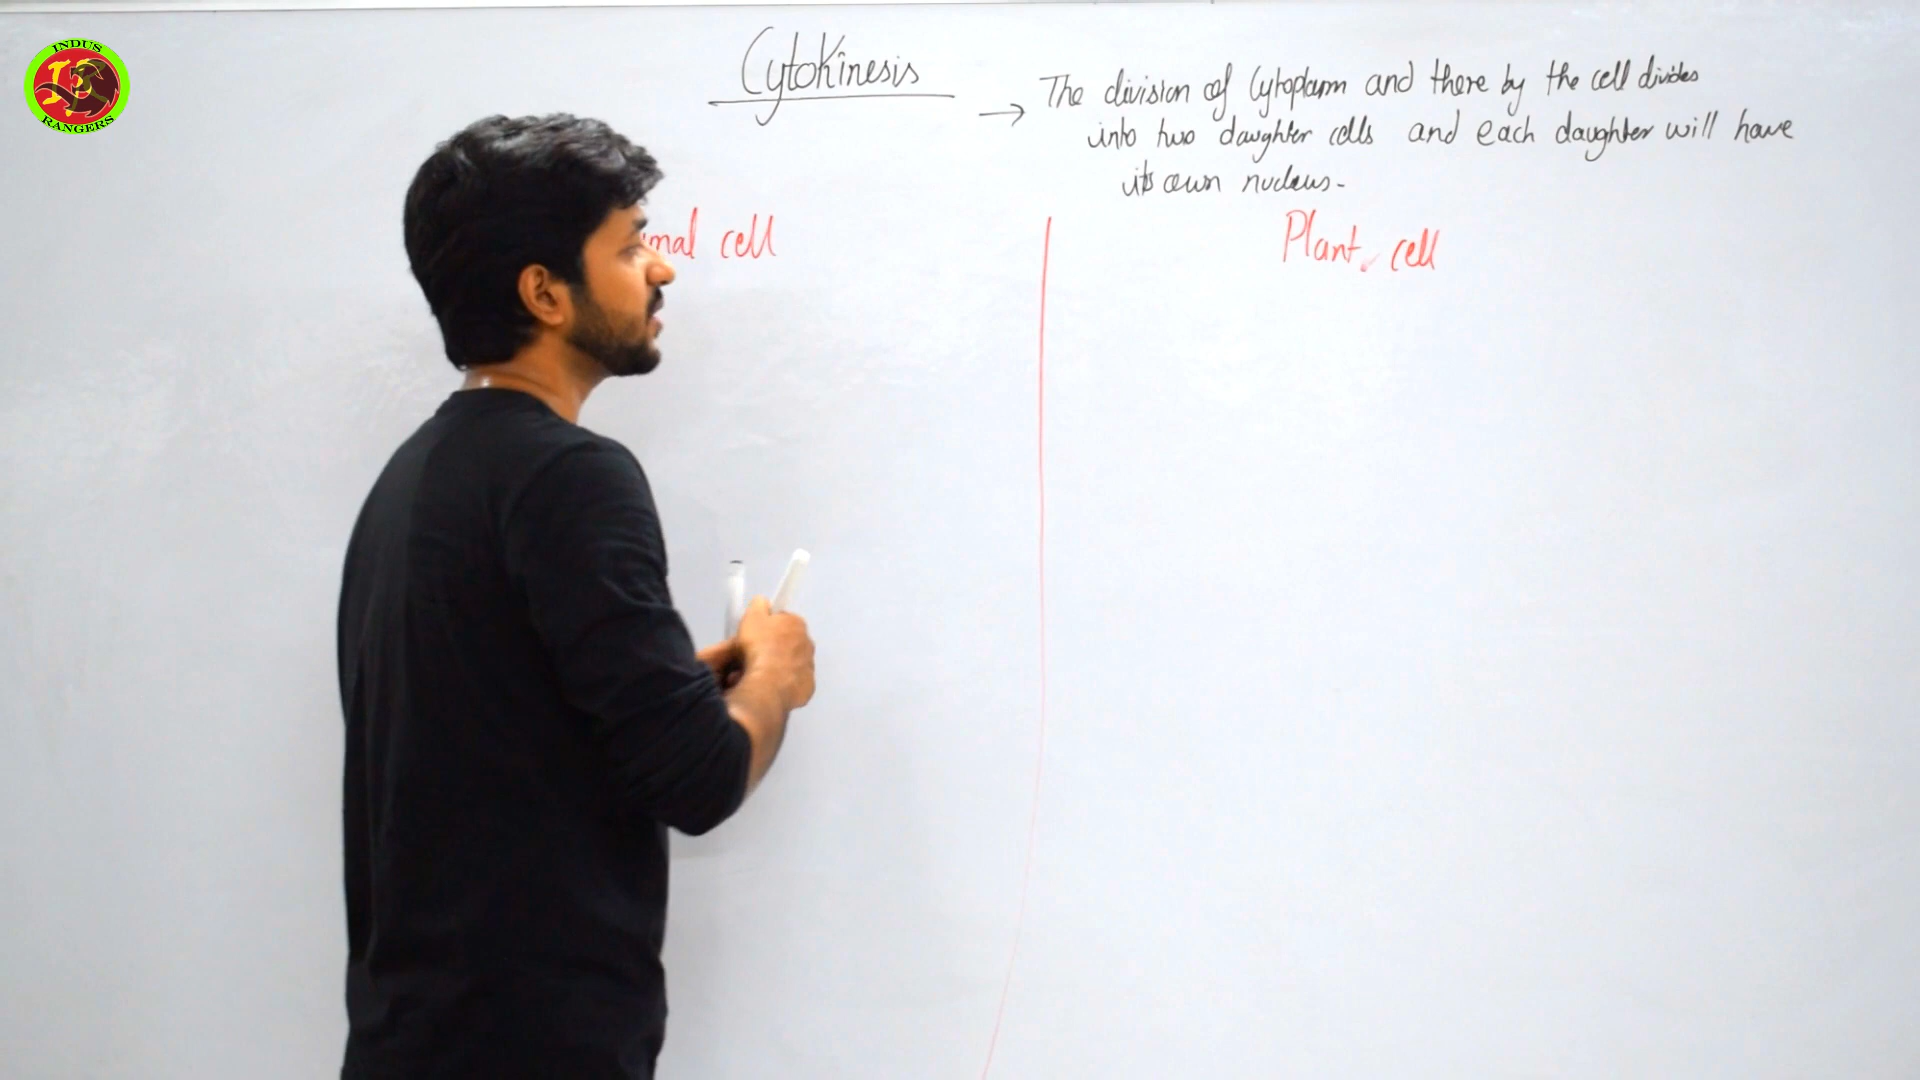 INDUS
RANGERS
Cytokinesis
→ The division of Cytoplasm and there by the cell divides
into two daughter cells and each daughter will have
its own nucleus.
mal cell
Plant cell